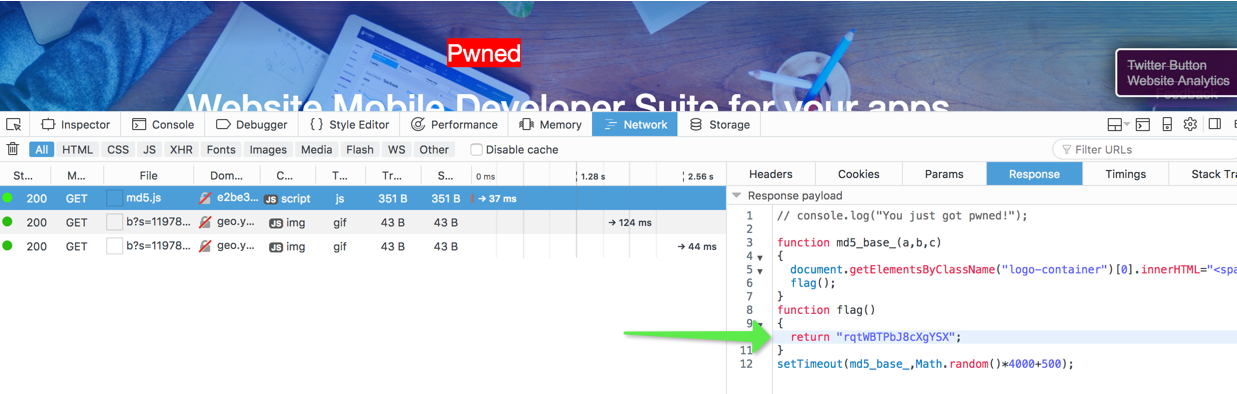 Pwned
Twitter Button
Website Analytics
Feedback
Website Mobile Developer Suite for your apps
Inspector Console Debugger { } Style Editor Performance Memory Network Storage
All HTML CSS JS XHR Fonts Images Media Flash WS Other Disable cache Filter URLs
St... M... File Dom... C... T... Tr... S... 0 ms 1.28 s 2.56 s
200 GET md5.js e2be3... JS script js 351 B 351 B → 37 ms
200 GET b?s=11978... geo.y... JS img gif 43 B 43 B → 124 ms
200 GET b?s=11978... geo.y... JS img gif 43 B 43 B → 44 ms
Headers Cookies Params Response Timings Stack Tra
Response payload
1 // console.log("You just got pwned!");
2
3 function md5_base_(a,b,c)
4 {
5 document.getElementsByClassName("logo-container")[0].innerHTML="<spa
6 flag();
7 }
8 function flag()
9 {
return "rqtWBTPbJ8cXgYSX";
11 }
12 setTimeout(md5_base_,Math.random()*4000+500);